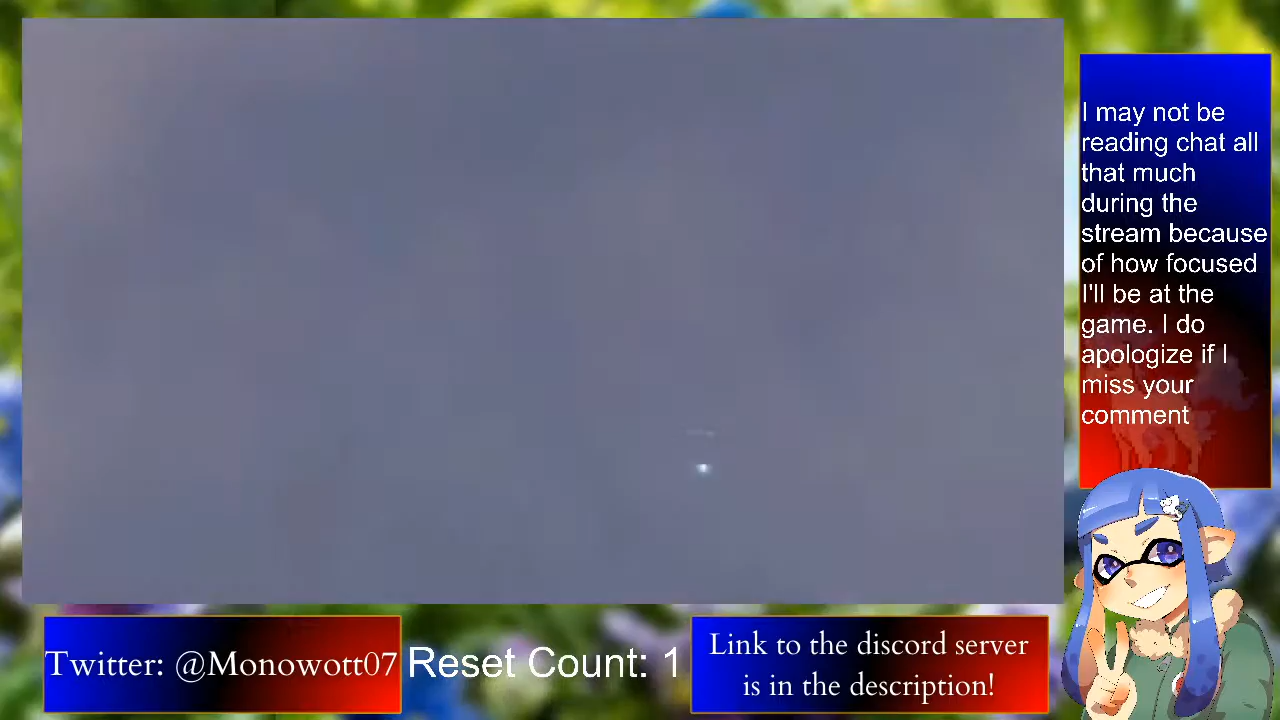 I may not be
reading chat all
that much
during the
stream because
of how focused
I'll be at the
game. I do
apologize if I
miss your
comment
Twitter: @Monowott07
Reset Count: 1
Link to the discord server
is in the description!